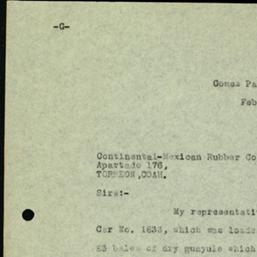 -G-
Gomez Pa
Feb
Continental-Mexican Rubber Co
Apartado 176,
TORREON,COAH.
Sirs:-
My representati
Car No. 1633, which was loade
83 bales of dry guayule which